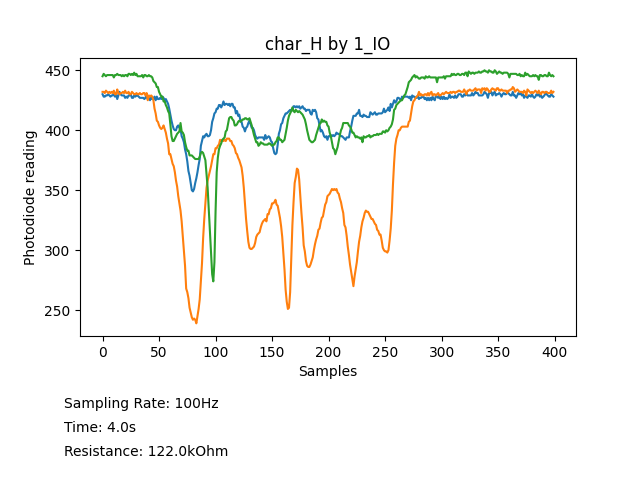 char_H by 1_IO
Photodiode reading
450
400
350
300
250
0 50 100 150 200 250 300 350 400
Samples
Sampling Rate: 100Hz
Time: 4.0s
Resistance: 122.0kOhm